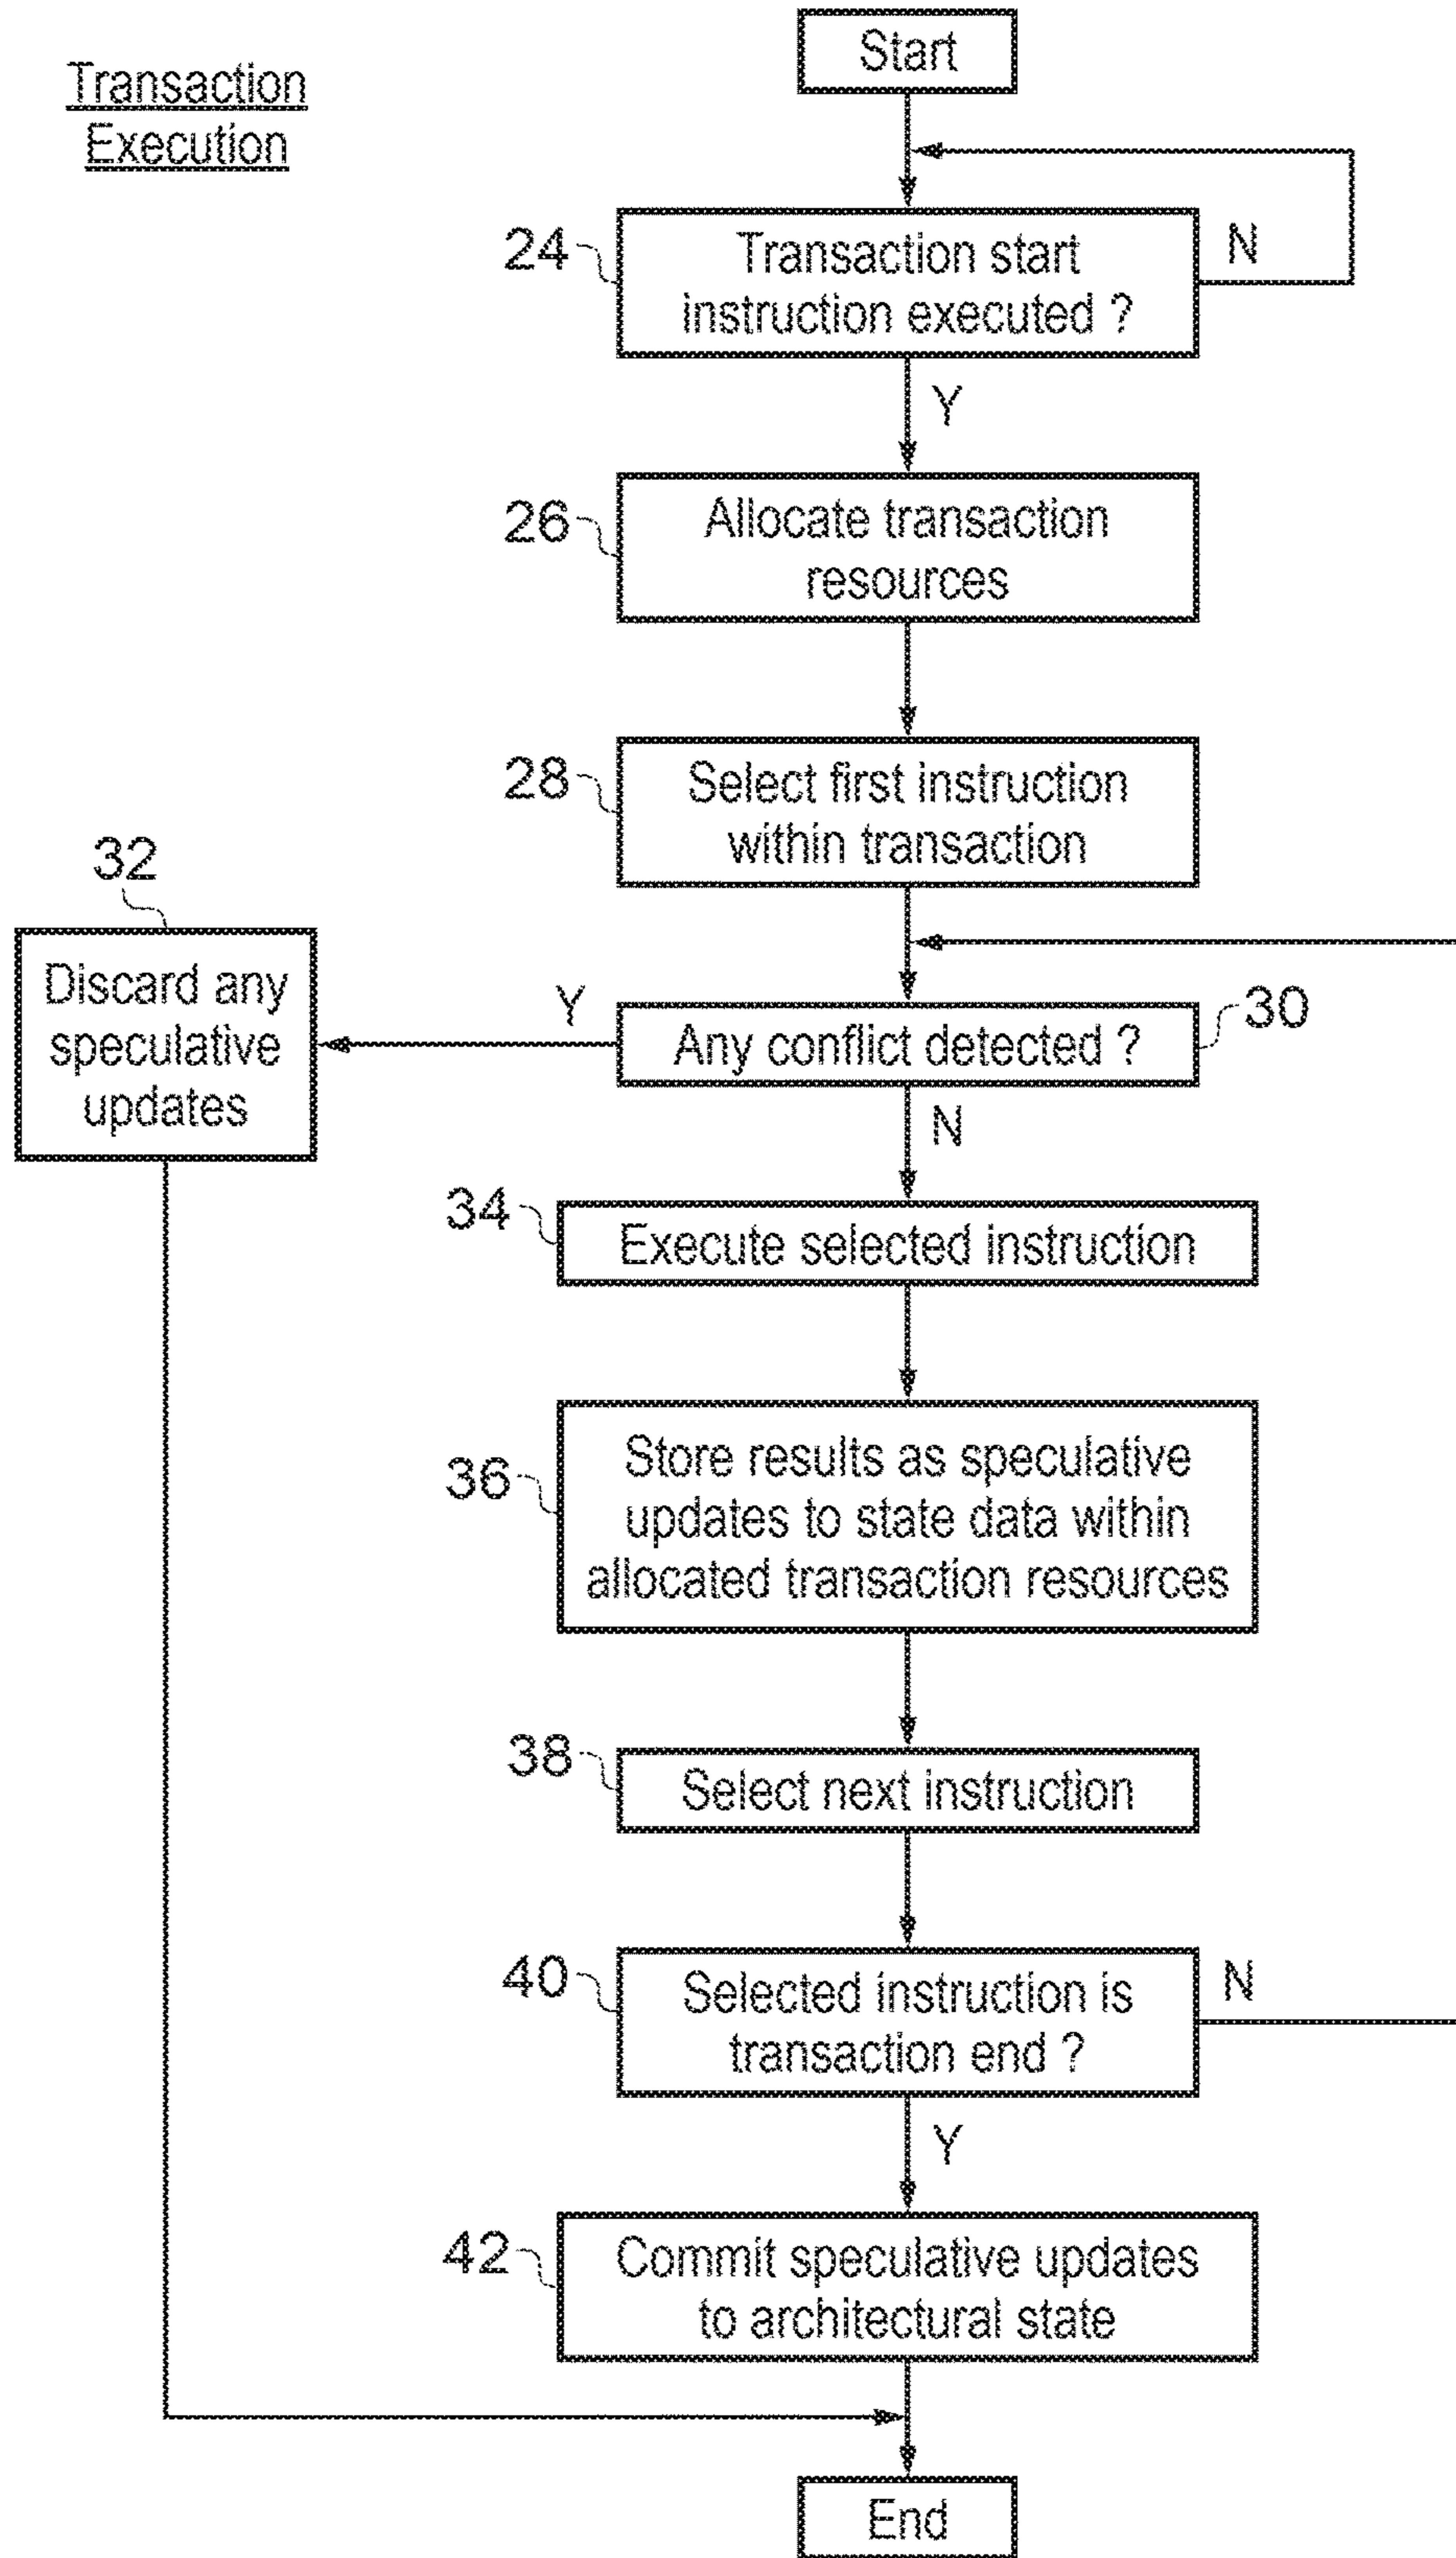 Transaction
Execution
Start
24
Transaction start
instruction executed ?
N
Y
26
Allocate transaction
resources
28
Select first instruction
within transaction
32
Discard any
speculative
updates
Y
Any conflict detected ?
30
N
34
Execute selected instruction
36
Store results as speculative
updates to state data within
allocated transaction resources
38
Select next instruction
40
Selected instruction is
transaction end ?
N
Y
42
Commit speculative updates
to architectural state
End